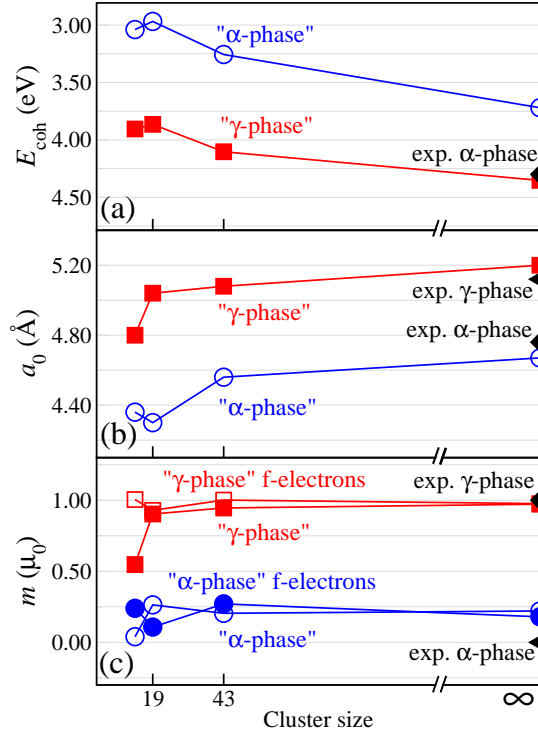 3.00
"α-phase"
3.50
E_coh (eV)
"γ-phase"
4.00
exp. α-phase
4.50
(a)
5.20
exp. γ-phase
"γ-phase"
a_0 (Å)
4.80
exp. α-phase
4.40
"α-phase"
(b)
"γ-phase" f-electrons
exp. γ-phase
1.00
"γ-phase"
m (μ_0)
0.50
"α-phase" f-electrons
0.00
"α-phase"
exp. α-phase
(c)
19
43
∞
Cluster size